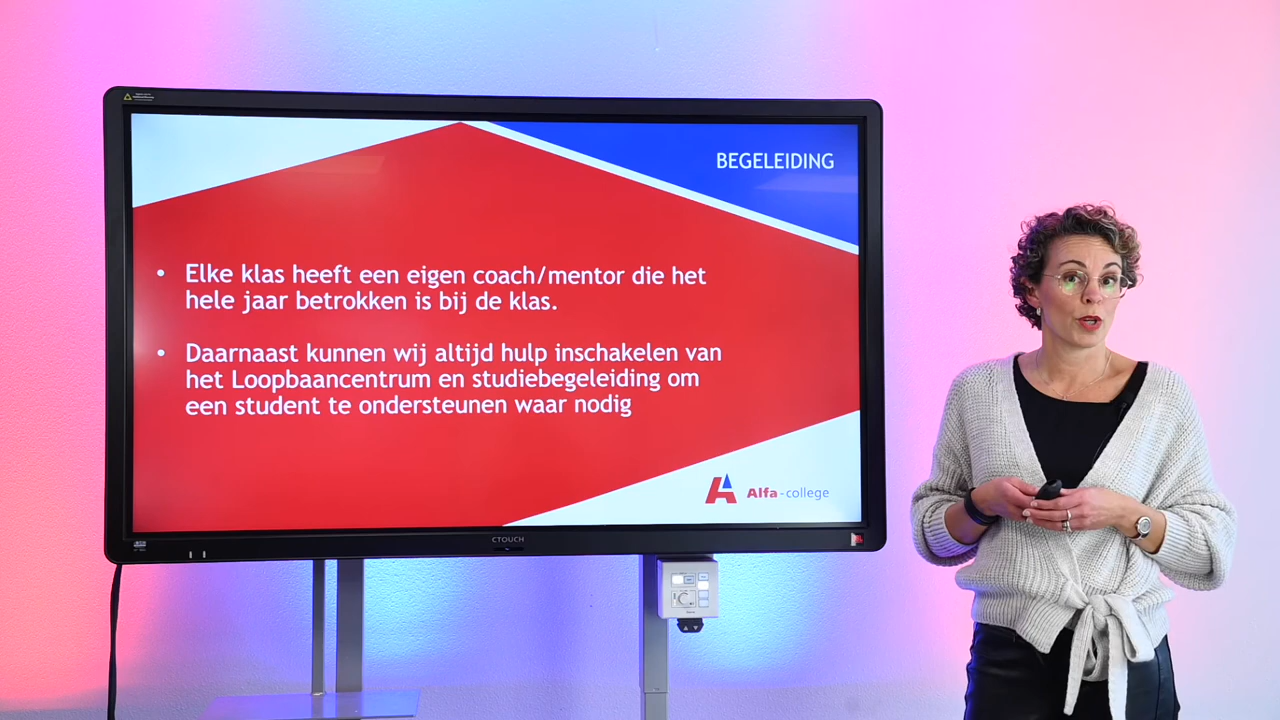 BEGELEIDING
• Elke klas heeft een eigen coach/mentor die het
hele jaar betrokken is bij de klas.
• Daarnaast kunnen wij altijd hulp inschakelen van
het Loopbaancentrum en studiebegeleiding om
een student te ondersteunen waar nodig
Alfa-college
CTOUCH